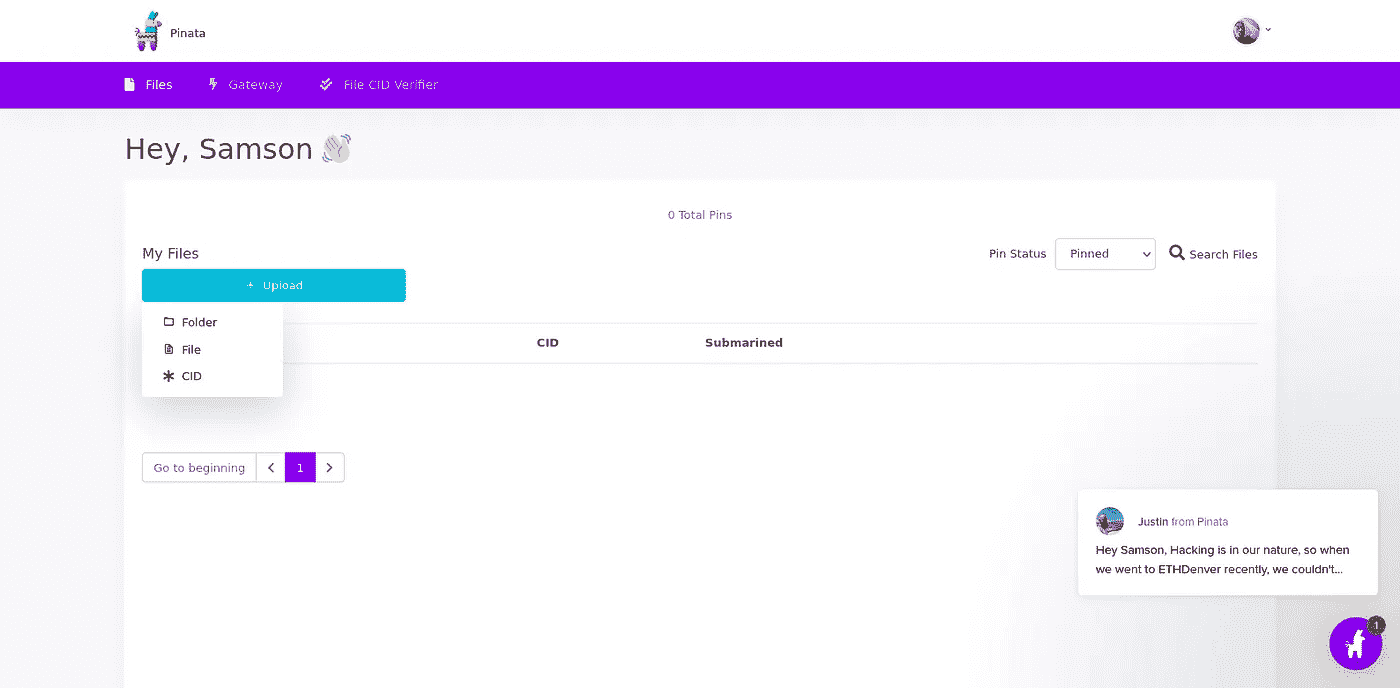 Pinata
Files Gateway File CID Verifier
Hey, Samson
0 Total Pins
My Files
Pin Status Pinned Search Files
+ Upload
Folder
File
CID
CID Submarined
Go to beginning 1
Justin from Pinata
Hey Samson, Hacking is in our nature, so when
we went to ETHDenver recently, we couldn't...
1